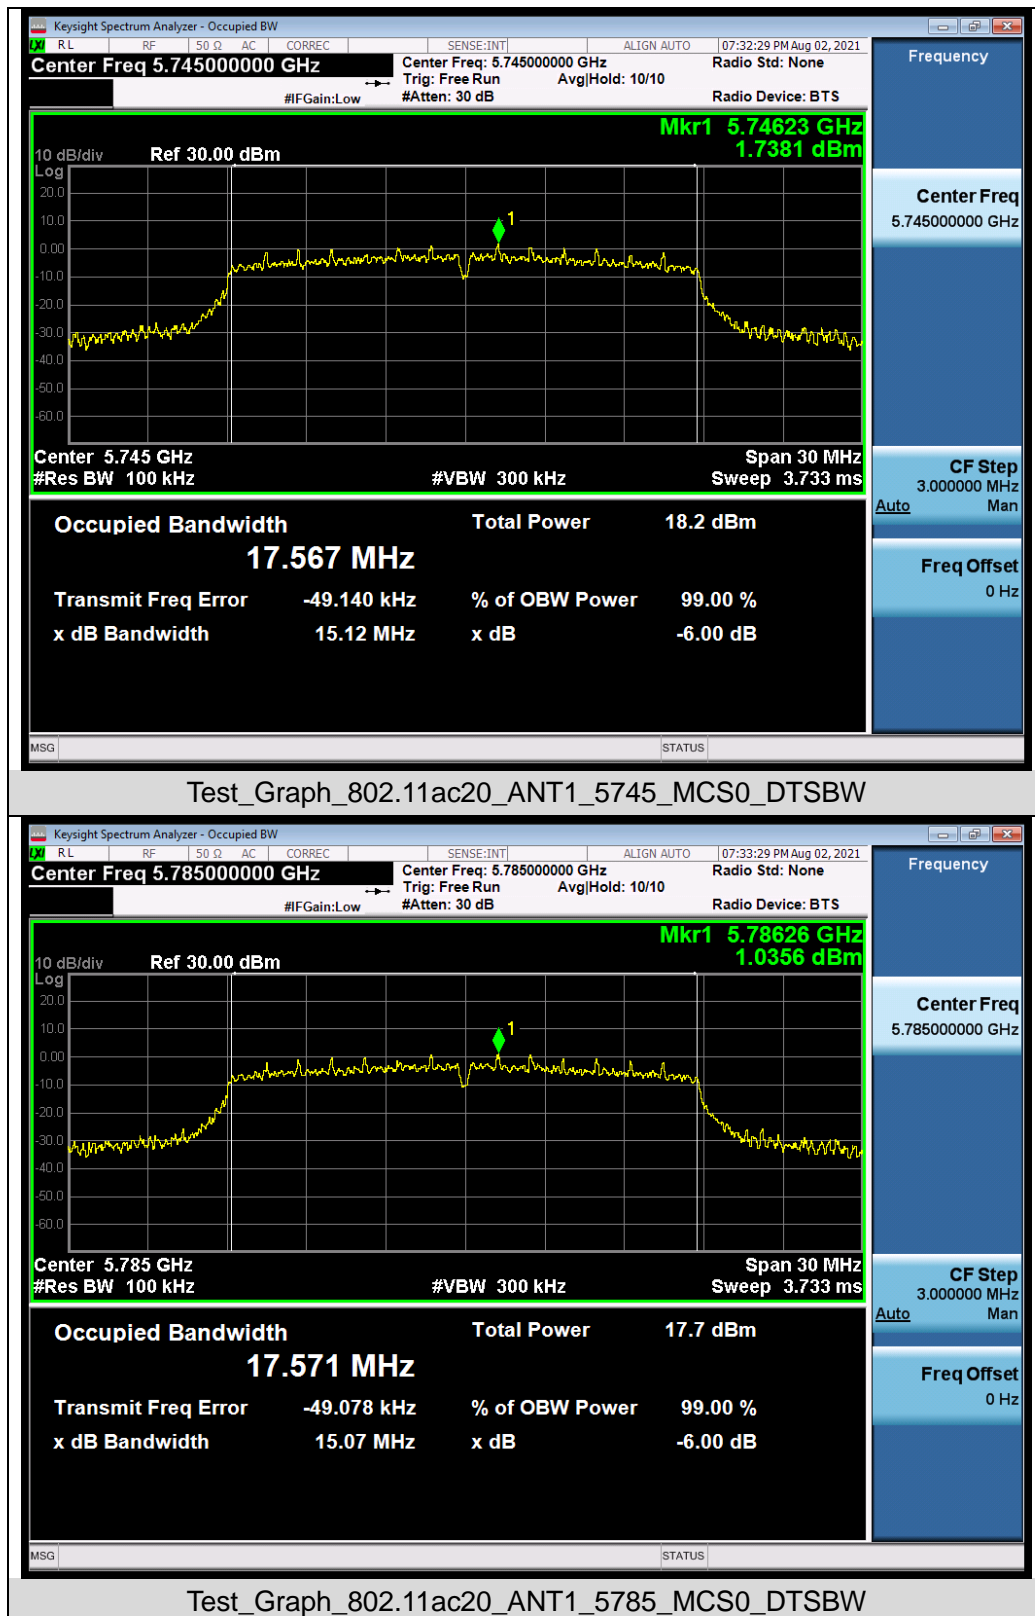 Keysight Spectrum Analyzer - Occupied BW
LXI RL RF 50 Ω AC CORREC SENSE:INT ALIGN AUTO 07:32:29 PM Aug 02, 2021
Center Freq 5.745000000 GHz
Center Freq: 5.745000000 GHz
Radio Std: None
Trig: Free Run Avg|Hold: 10/10
#IFGain:Low
#Atten: 30 dB
Radio Device: BTS
Frequency
Mkr1 5.74623 GHz
1.7381 dBm
10 dB/div Ref 30.00 dBm
Log
20.0
10.0
0.00
-10.0
-20.0
-30.0
-40.0
-50.0
-60.0
1
Center 5.745 GHz
Span 30 MHz
#Res BW 100 kHz
#VBW 300 kHz
Sweep 3.733 ms
Center Freq
5.745000000 GHz
CF Step
3.000000 MHz
Auto Man
Freq Offset
0 Hz
Occupied Bandwidth
17.567 MHz
Total Power 18.2 dBm
Transmit Freq Error -49.140 kHz % of OBW Power 99.00 %
x dB Bandwidth 15.12 MHz x dB -6.00 dB
MSG STATUS
Test_Graph_802.11ac20_ANT1_5745_MCS0_DTSBW
Keysight Spectrum Analyzer - Occupied BW
LXI RL RF 50 Ω AC CORREC SENSE:INT ALIGN AUTO 07:33:29 PM Aug 02, 2021
Center Freq 5.785000000 GHz
Center Freq: 5.785000000 GHz
Radio Std: None
Trig: Free Run Avg|Hold: 10/10
#IFGain:Low
#Atten: 30 dB
Radio Device: BTS
Frequency
Mkr1 5.78626 GHz
1.0356 dBm
10 dB/div Ref 30.00 dBm
Log
20.0
10.0
0.00
-10.0
-20.0
-30.0
-40.0
-50.0
-60.0
1
Center 5.785 GHz
Span 30 MHz
#Res BW 100 kHz
#VBW 300 kHz
Sweep 3.733 ms
Center Freq
5.785000000 GHz
CF Step
3.000000 MHz
Auto Man
Freq Offset
0 Hz
Occupied Bandwidth
17.571 MHz
Total Power 17.7 dBm
Transmit Freq Error -49.078 kHz % of OBW Power 99.00 %
x dB Bandwidth 15.07 MHz x dB -6.00 dB
MSG STATUS
Test_Graph_802.11ac20_ANT1_5785_MCS0_DTSBW